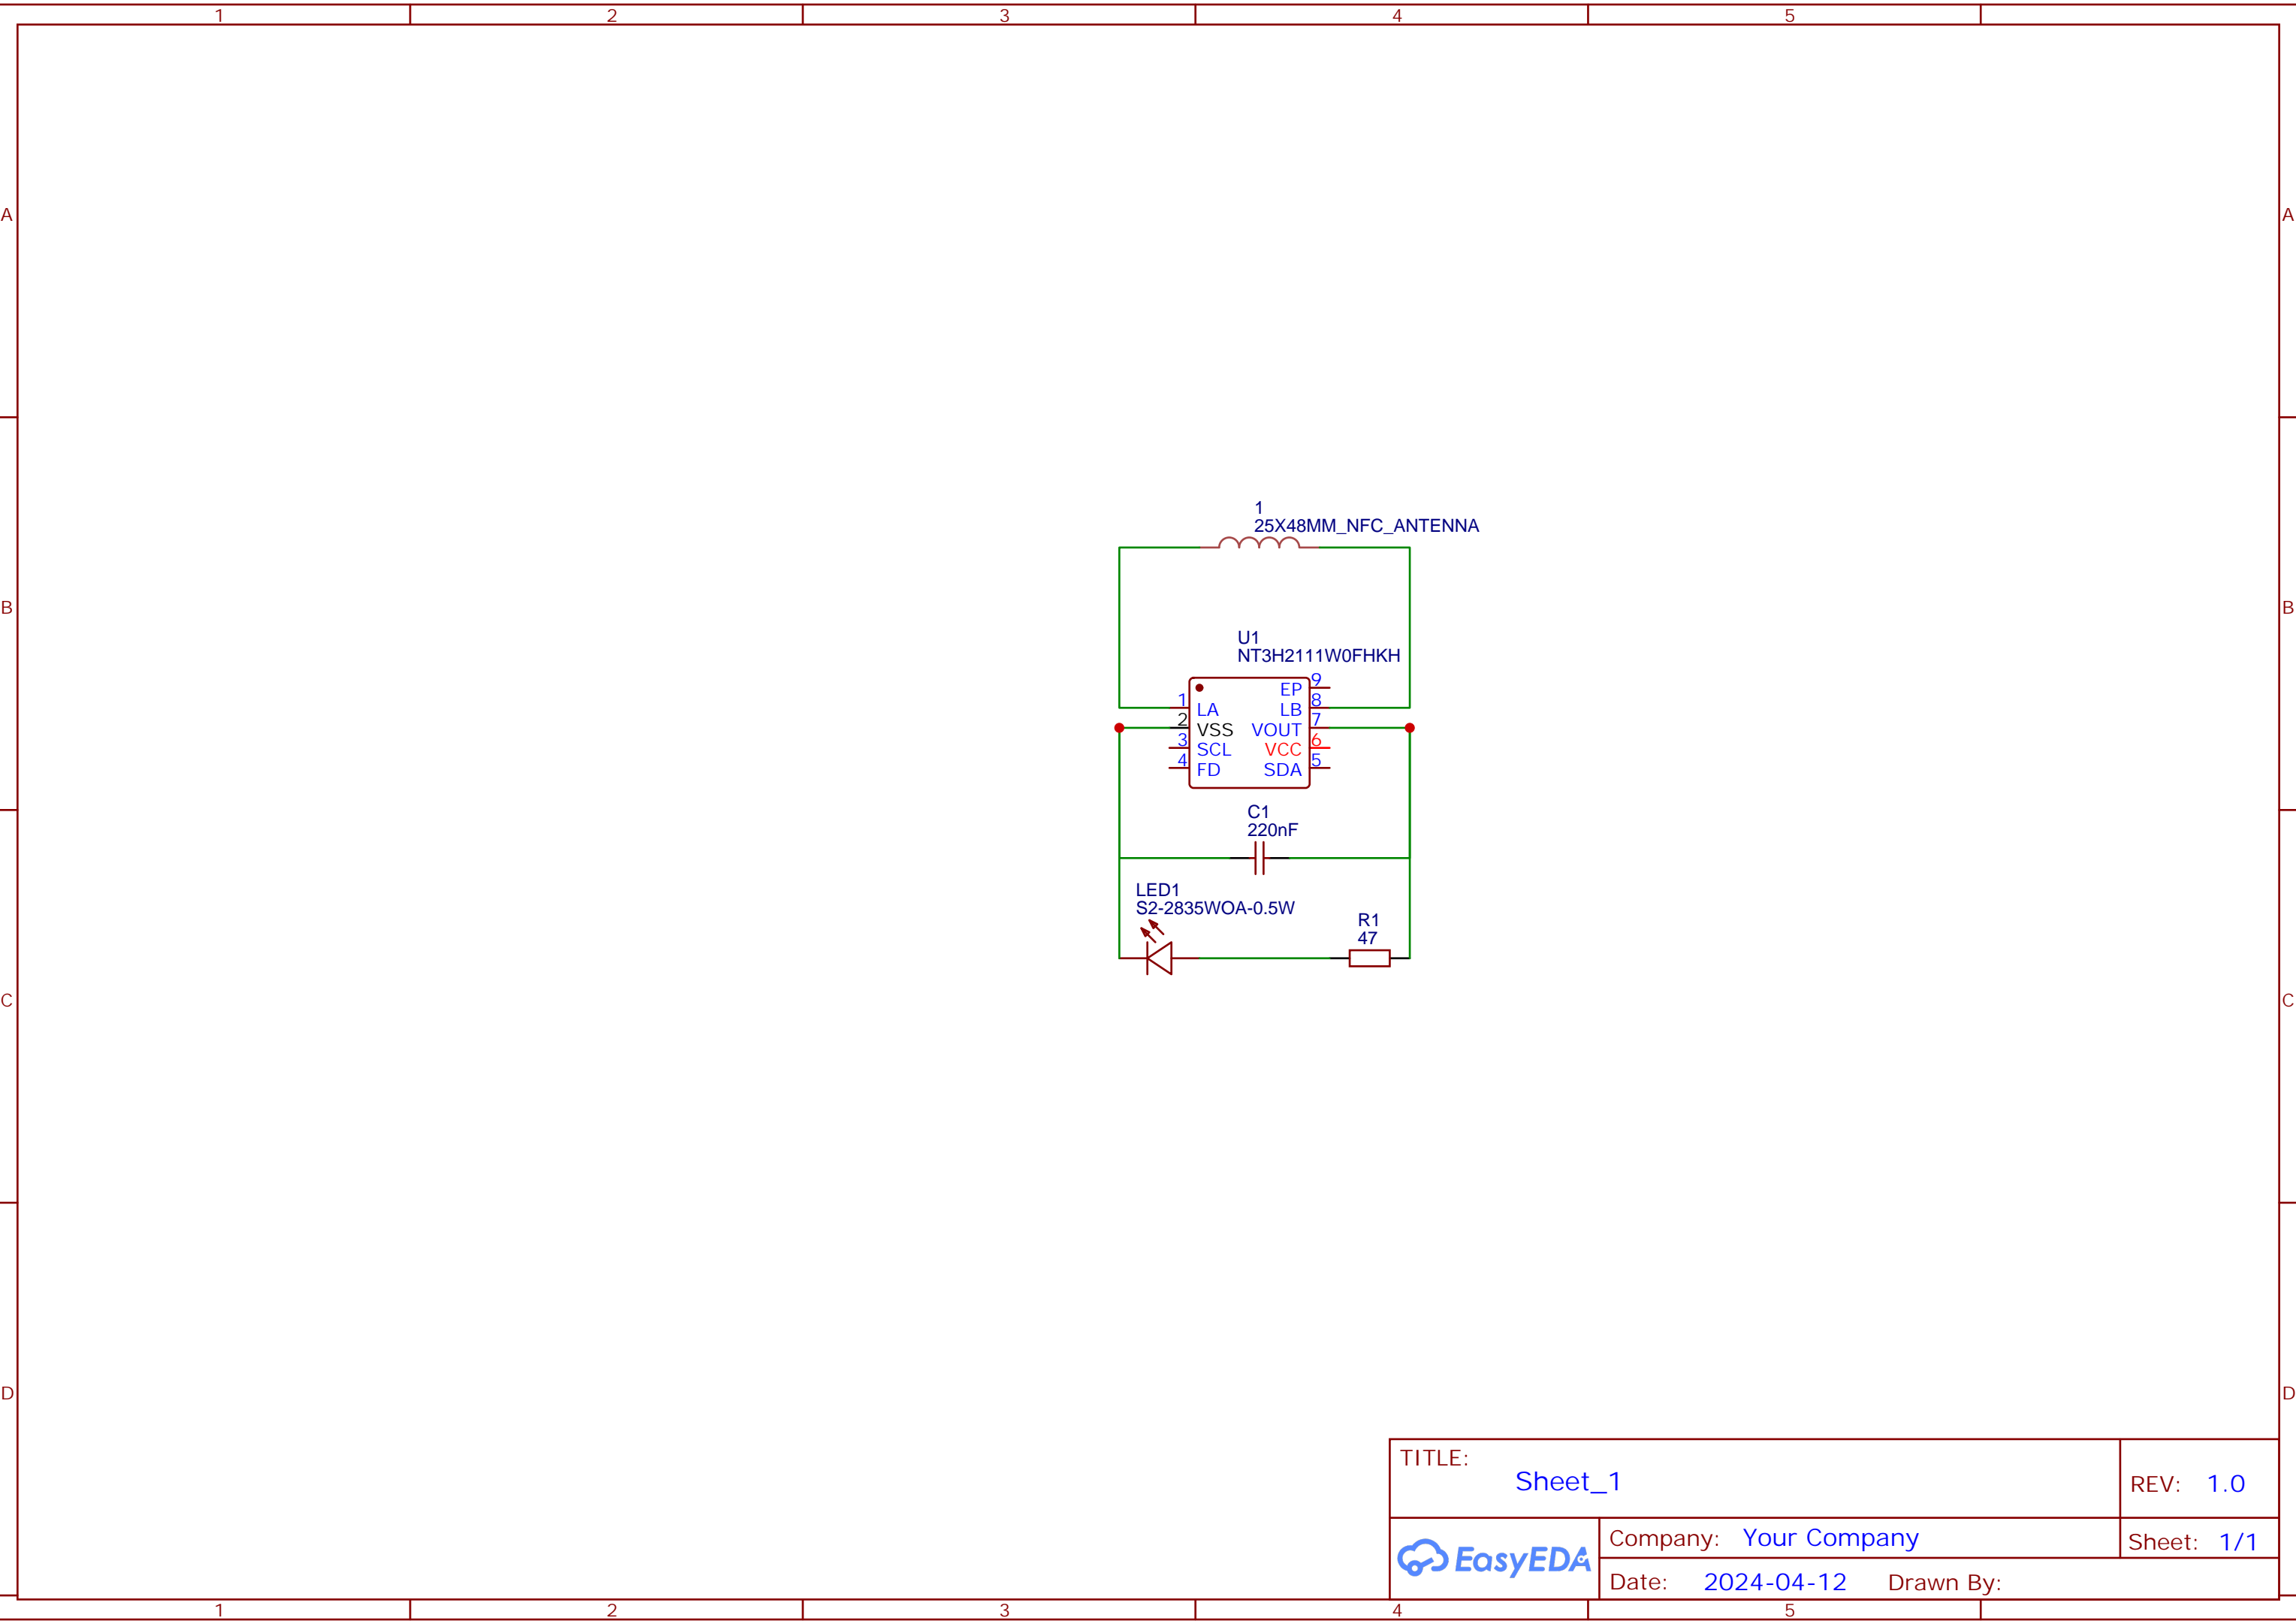 1 2 3 4 5
A A
B B
1
25X48MM_NFC_ANTENNA
U1
NT3H2111W0FHKH
EP 9
1 LA LB 8
2 VSS VOUT 7
3 SCL VCC 6
4 FD SDA 5
C1
220nF
LED1
S2-2835WOA-0.5W
R1
47
C C
D D
TITLE:
Sheet_1
REV: 1.0
EasyEDA
Company: Your Company
Sheet: 1/1
Date: 2024-04-12 Drawn By:
1 2 3 4 5